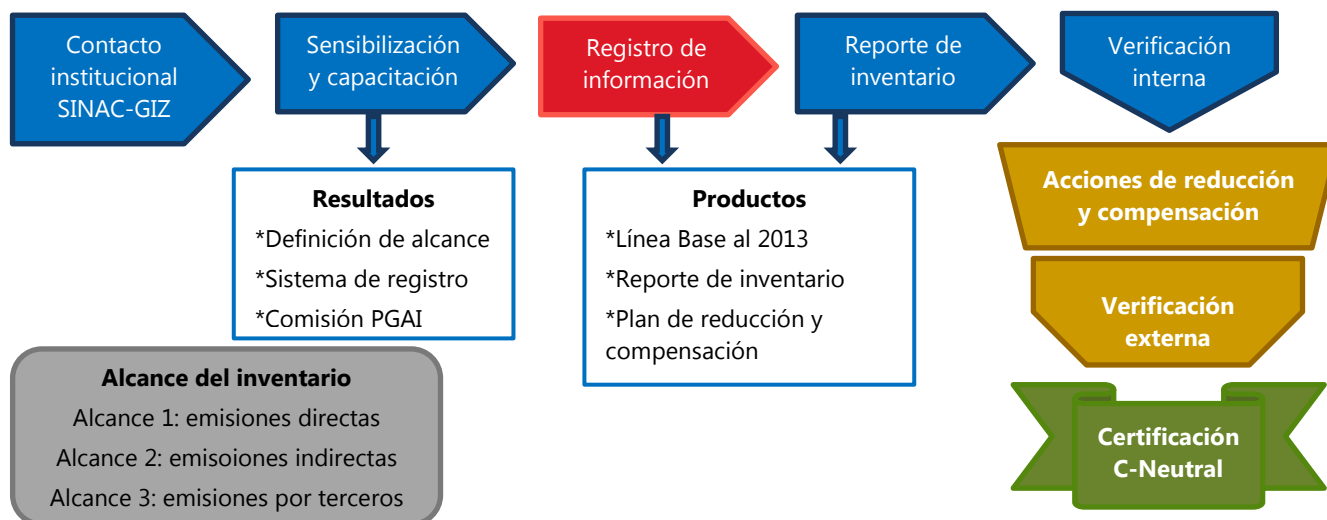 Contacto
institucional
SINAC-GIZ
Sensibilización
y capacitación
Registro de
información
Reporte de
inventario
Verificación
interna
Resultados
*Definición de alcance
*Sistema de registro
*Comisión PGAI
Productos
*Línea Base al 2013
*Reporte de inventario
*Plan de reducción y
compensación
Acciones de reducción
y compensación
Verificación
externa
Certificación
C-Neutral
Alcance del inventario
Alcance 1: emisiones directas
Alcance 2: emisoiones indirectas
Alcance 3: emisiones por terceros